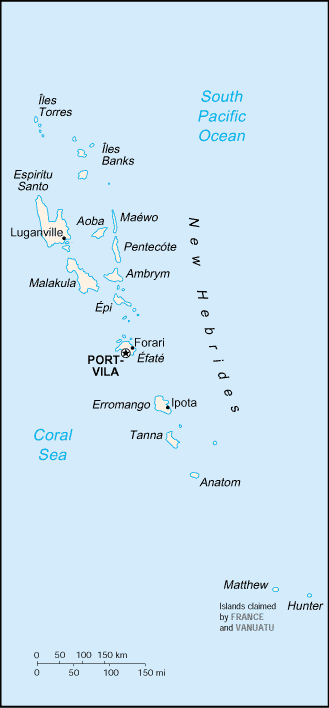 Îles
Torres
South
Pacific
Ocean
Îles
Banks
Espiritu
Santo
Aoba
Maéwo
Luganville
Pentecóte
Ambrym
Malakula
Épi
New Hebrides
Forari
PORT-
VILA
Éfaté
Erromango
Ipota
Tanna
Coral
Sea
Anatom
Matthew
Hunter
Islands claimed
by FRANCE
and VANUATU
0 50 100 150 km
0 50 100 150 mi